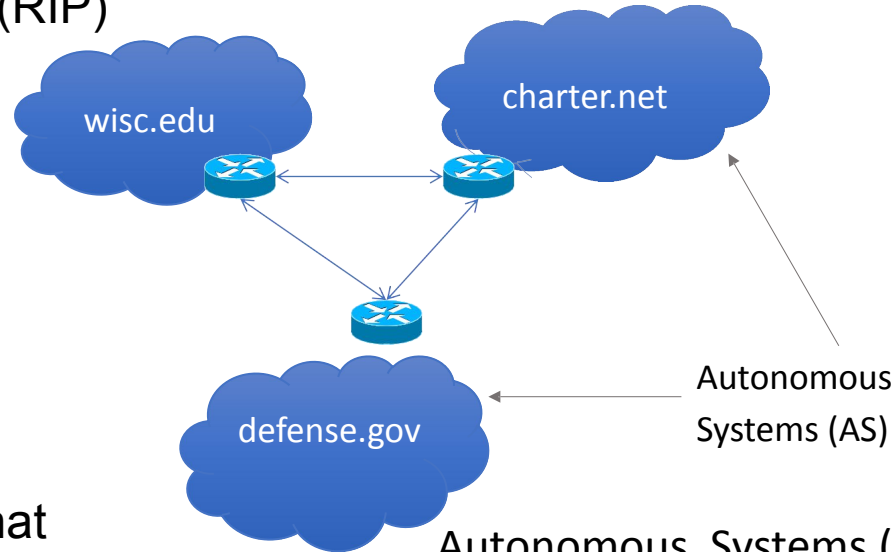 (RIP)
wisc.edu
charter.net
Autonomous
Systems (AS)
defense.gov
Autonomous Systems (